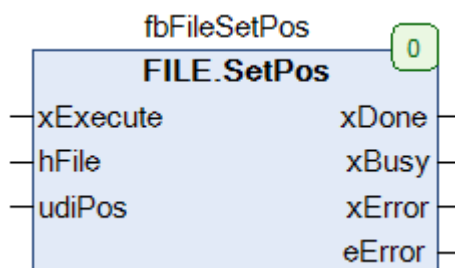 fbFileSetPos
0
FILE.SetPos
xExecute xDone
hFile xBusy
udiPos xError
eError